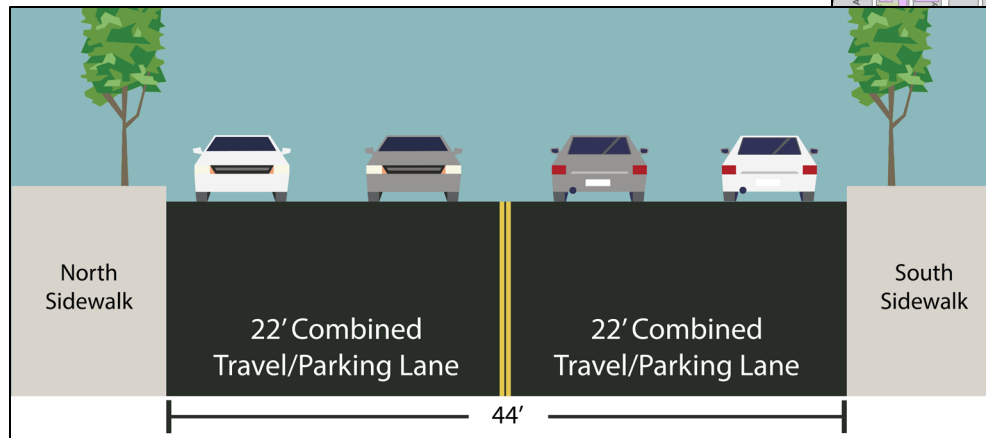 North
Sidewalk
22' Combined
Travel/Parking Lane
22' Combined
Travel/Parking Lane
South
Sidewalk
44'